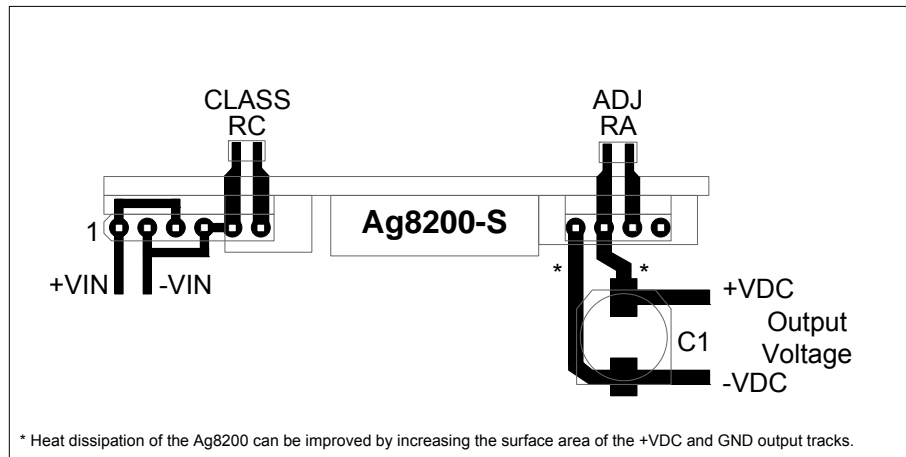 CLASS
RC
ADJ
RA
1
Ag8200-S
+VIN
-VIN
*
*
+VDC
Output
Voltage
C1
-VDC
* Heat dissipation of the Ag8200 can be improved by increasing the surface area of the +VDC and GND output tracks.